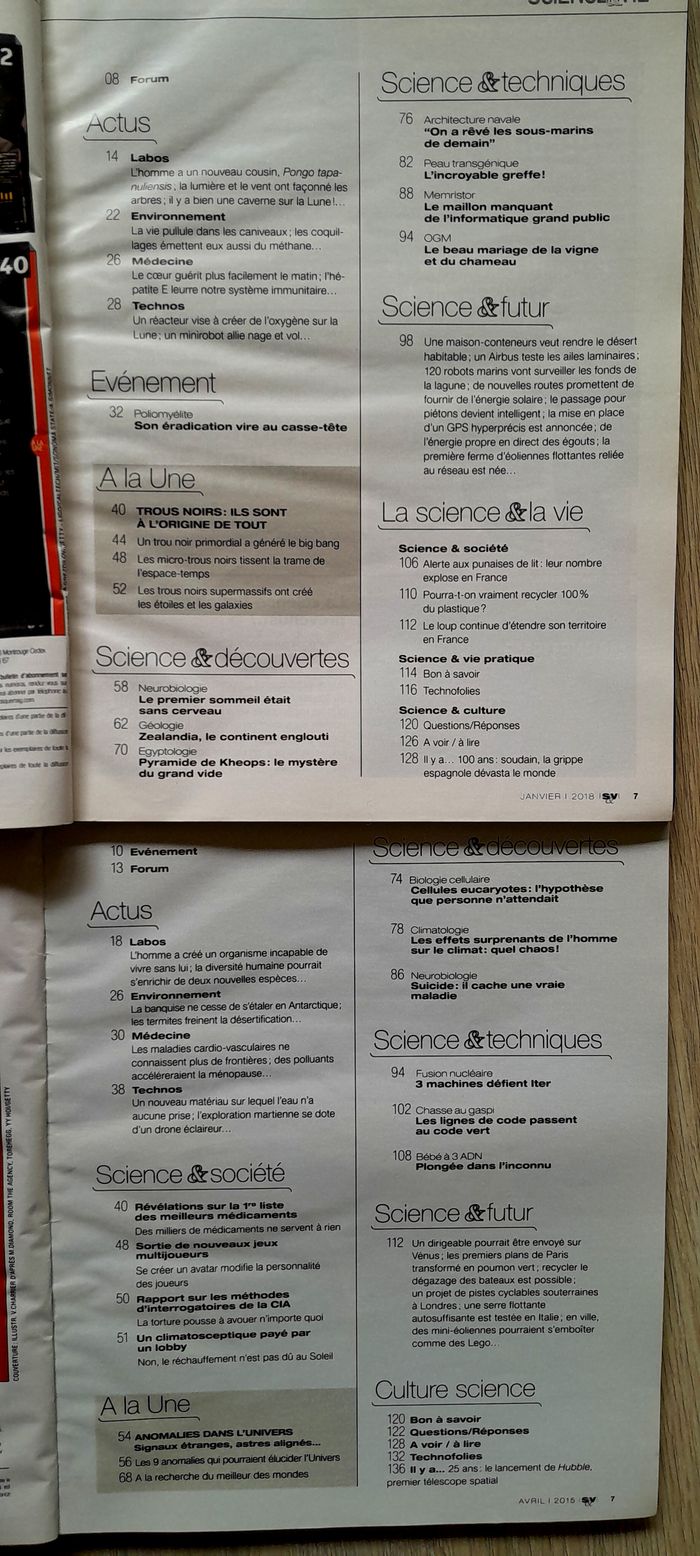 08 Forum
Actus
14 Labos
L'homme a un nouveau cousin, Pongo tapa-
nuliensis ; la lumière et le vent ont façonné les
arbres ; il y a bien une caverne sur la Lune !...
22 Environnement
La vie pullule dans les caniveaux ; les coquil-
lages émettent eux aussi du méthane...
26 Médecine
Le cœur guérit plus facilement le matin ; l'hé-
patite E leurre notre système immunitaire...
28 Technos
Un réacteur vise à créer de l'oxygène sur la
Lune ; un minirobot allie nage et vol...
Evénement
32 Poliomyélite
Son éradication vire au casse-tête
A la Une
40 TROUS NOIRS : ILS SONT
À L'ORIGINE DE TOUT
44 Un trou noir primordial a généré le big bang
48 Les micro-trous noirs tissent la trame de
l'espace-temps
52 Les trous noirs supermassifs ont créé
les étoiles et les galaxies
Science & découvertes
58 Neurobiologie
Le premier sommeil était
sans cerveau
62 Géologie
Zealandia, le continent englouti
70 Egyptologie
Pyramide de Kheops : le mystère
du grand vide
Science & techniques
76 Architecture navale
“On a rêvé les sous-marins
de demain”
82 Peau transgénique
L'incroyable greffe !
88 Memristor
Le maillon manquant
de l'informatique grand public
94 OGM
Le beau mariage de la vigne
et du chameau
Science & futur
98 Une maison-conteneurs veut rendre le désert
habitable ; un Airbus teste les ailes laminaires ;
120 robots marins vont surveiller les fonds de
la lagune ; de nouvelles routes promettent de
fournir de l'énergie solaire ; le passage pour
piétons devient intelligent ; la mise en place
d'un GPS hyperprécis est annoncée ; de
l'énergie propre en direct des égouts ; la
première ferme d'éoliennes flottantes reliée
au réseau est née...
La science & la vie
Science & société
106 Alerte aux punaises de lit : leur nombre
explose en France
110 Pourra-t-on vraiment recycler 100 %
du plastique ?
112 Le loup continue d'étendre son territoire
en France
Science & vie pratique
114 Bon à savoir
116 Technofolies
Science & culture
120 Questions/Réponses
126 A voir / à lire
128 Il y a... 100 ans : soudain, la grippe
espagnole dévasta le monde
JANVIER | 2018 | S&V | 7
10 Evénement
13 Forum
Actus
18 Labos
L'homme a créé un organisme incapable de
vivre sans lui ; la diversité humaine pourrait
s'enrichir de deux nouvelles espèces...
26 Environnement
La banquise ne cesse de s'étaler en Antarctique ;
les termites freinent la désertification...
30 Médecine
Les maladies cardio-vasculaires ne
connaissent plus de frontières ; des polluants
accéléreraient la ménopause...
38 Technos
Un nouveau matériau sur lequel l'eau n'a
aucune prise ; l'exploration martienne se dote
d'un drone éclaireur...
Science & société
40 Révélations sur la 1re liste
des meilleurs médicaments
Des milliers de médicaments ne servent à rien
48 Sortie de nouveaux jeux
multijoueurs
Se créer un avatar modifie la personnalité
des joueurs
50 Rapport sur les méthodes
d'interrogatoires de la CIA
La torture pousse à avouer n'importe quoi
51 Un climatosceptique payé par
un lobby
Non, le réchauffement n'est pas dû au Soleil
A la Une
54 ANOMALIES DANS L'UNIVERS
Signaux étranges, astres alignés...
56 Les 9 anomalies qui pourraient élucider l'Univers
68 A la recherche du meilleur des mondes
Science & découvertes
74 Biologie cellulaire
Cellules eucaryotes : l'hypothèse
que personne n'attendait
78 Climatologie
Les effets surprenants de l'homme
sur le climat : quel chaos !
86 Neurobiologie
Suicide : il cache une vraie
maladie
Science & techniques
94 Fusion nucléaire
3 machines défient Iter
102 Chasse au gaspi
Les lignes de code passent
au code vert
108 Bébé à 3 ADN
Plongée dans l'inconnu
Science & futur
112 Un dirigeable pourrait être envoyé sur
Vénus ; les premiers plans de Paris
transformé en poumon vert ; recycler le
dégazage des bateaux est possible ;
un projet de pistes cyclables souterraines
à Londres ; une serre flottante
autosuffisante est testée en Italie ; en ville,
des mini-éoliennes pourraient s'emboîter
comme des Lego...
Culture science
120 Bon à savoir
122 Questions/Réponses
128 A voir / à lire
132 Technofolies
136 Il y a... 25 ans : le lancement de Hubble,
premier télescope spatial
AVRIL | 2015 | S&V | 7